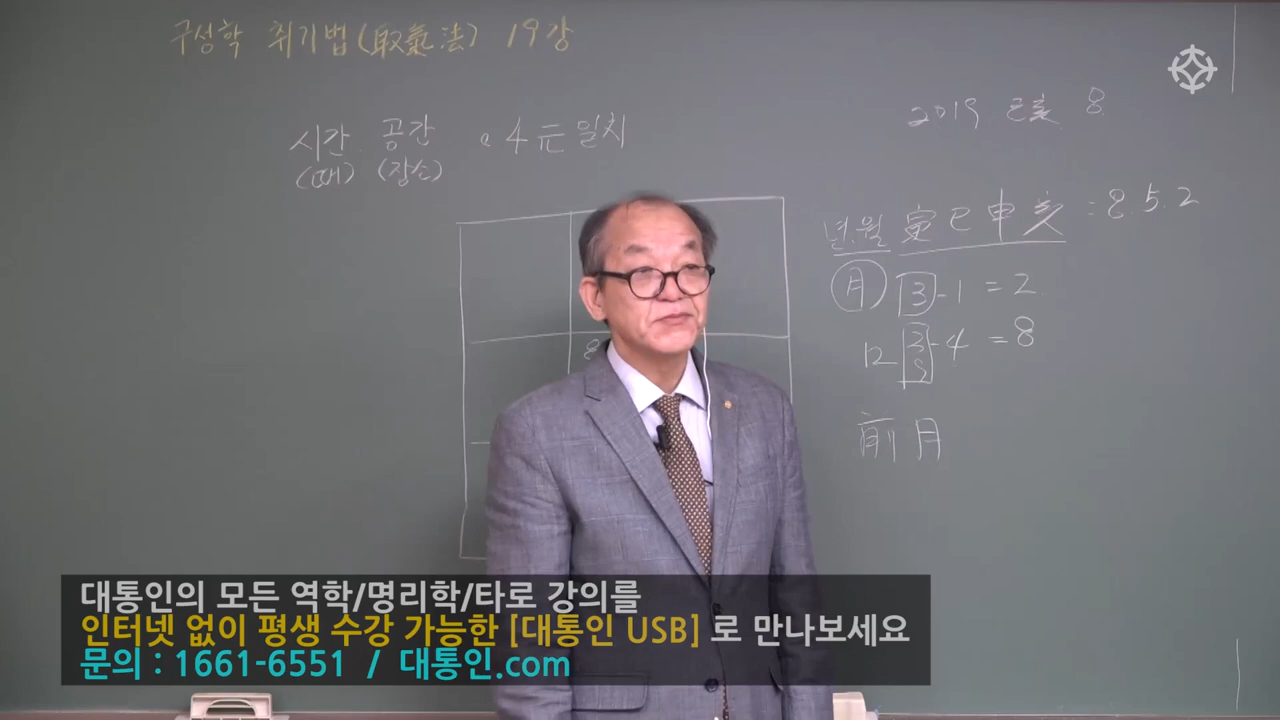 구성학 취기법(取氣法) 19강
시간 공간 4元 일치
(때) (장소)
2019 己亥 8
년.월 寅 巳 申 亥 : 8.5.2
月 3-1 = 2
12 3-4 = 8
8
前月
대통인의 모든 역학/명리학/타로 강의를
인터넷 없이 평생 수강 가능한 [대통인 USB] 로 만나보세요
문의 : 1661-6551 / 대통인.com